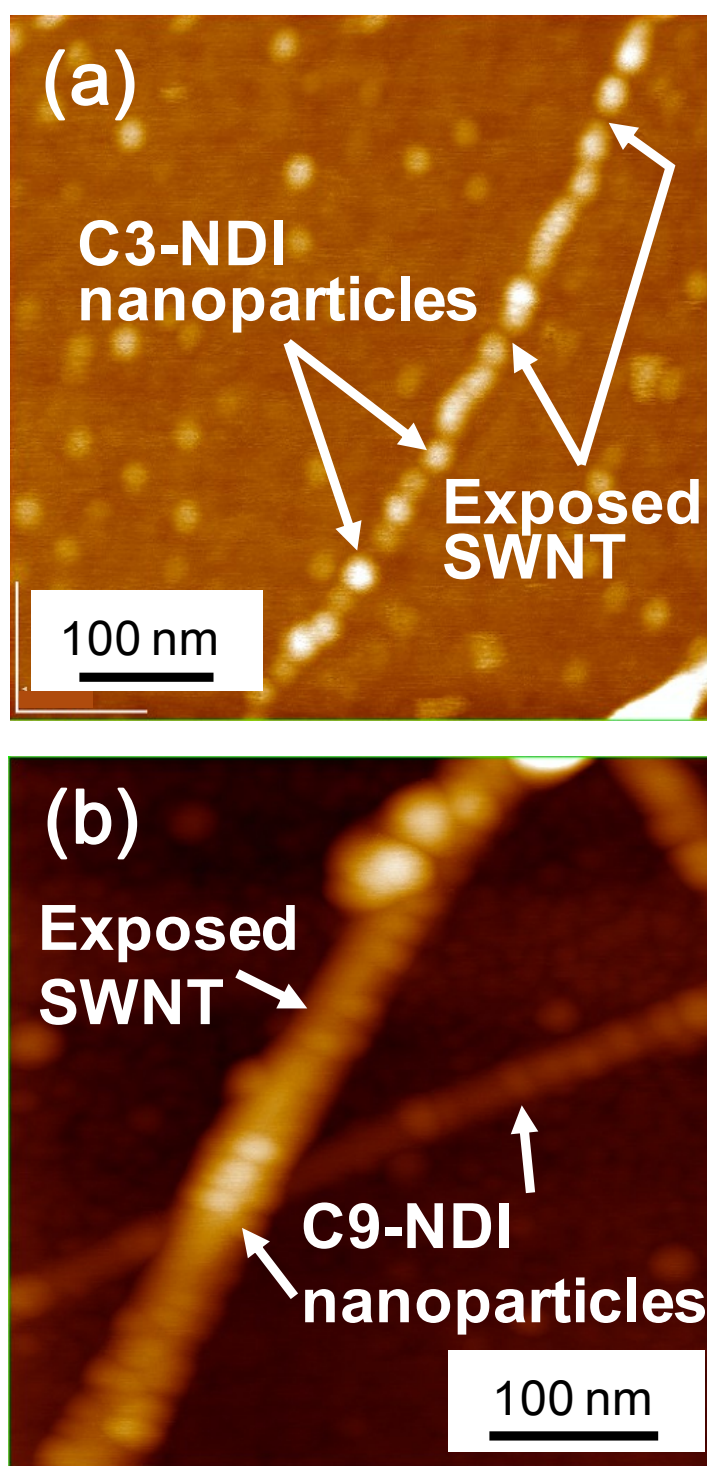 (a)
C3-NDI
nanoparticles
Exposed
SWNT
100 nm
(b)
Exposed
SWNT
C9-NDI
nanoparticles
100 nm